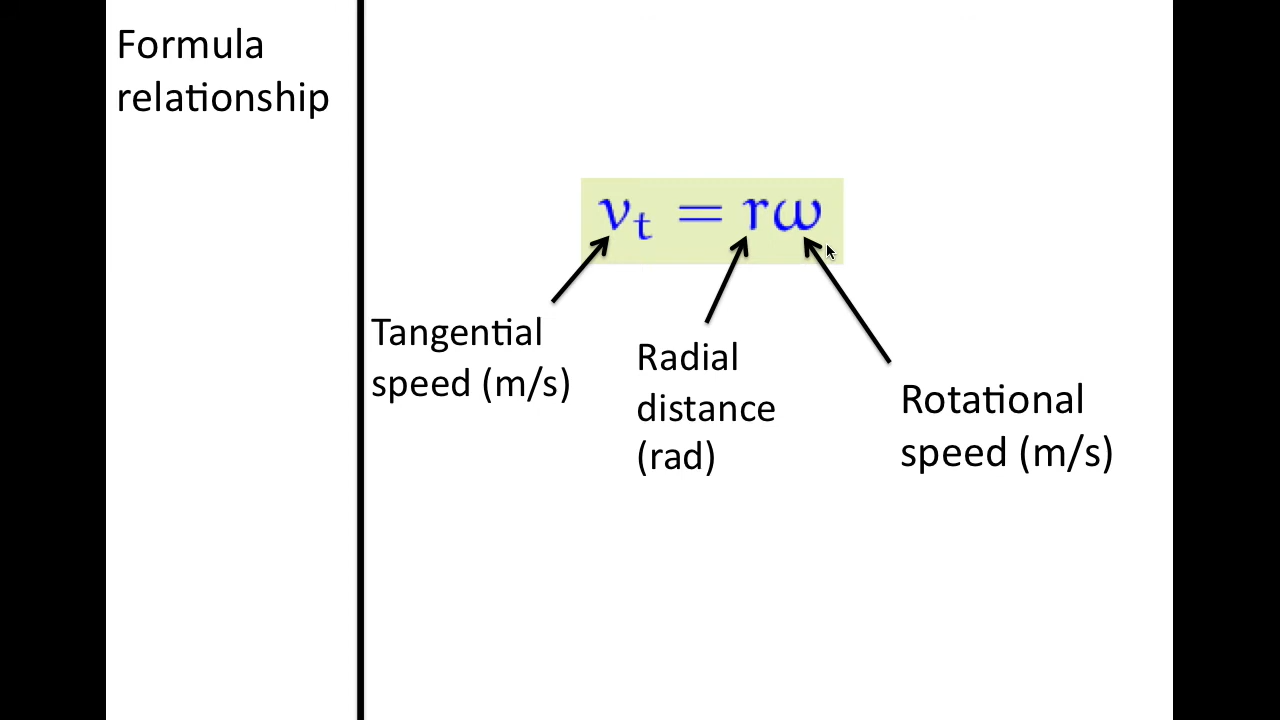 Formula
relationship
vₜ = rω
Tangential
speed (m/s)
Radial
distance
(rad)
Rotational
speed (m/s)